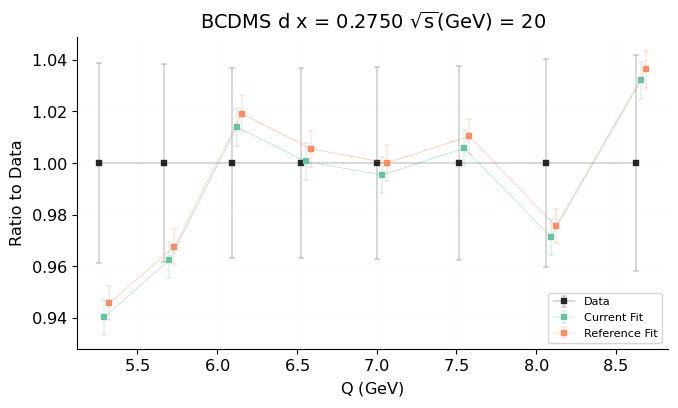 BCDMS d x = 0.2750 √s(GeV) = 20
Ratio to Data
1.04
1.02
1.00
0.98
0.96
0.94
5.5 6.0 6.5 7.0 7.5 8.0 8.5
Q (GeV)
Data
Current Fit
Reference Fit